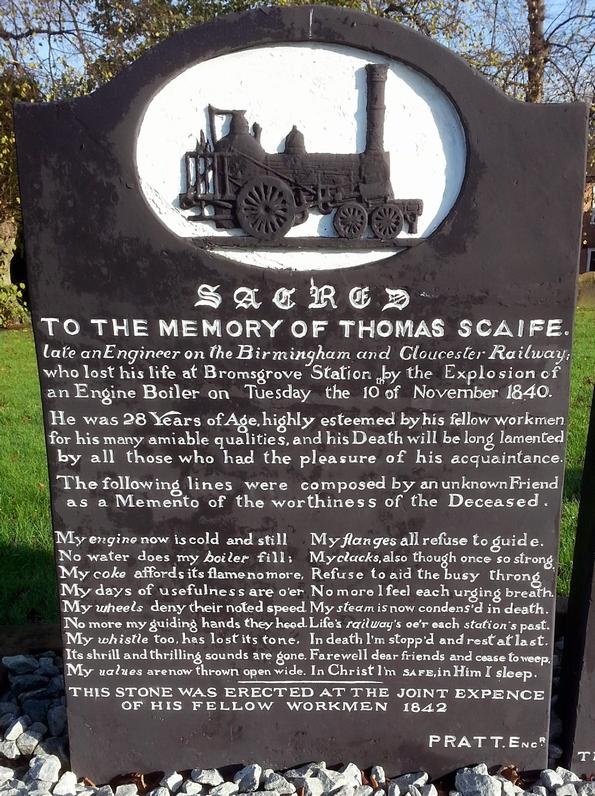 SACRED
TO THE MEMORY OF THOMAS SCAIFE.
late an Engineer on the Birmingham and Gloucester Railway,
who lost his life at Bromsgrove Station by the Explosion of
an Engine Boiler on Tuesday the 10th of November 1840.
He was 28 Years of Age, highly esteemed by his fellow workmen
for his many amiable qualities, and his Death will be long lamented
by all those who had the pleasure of his acquaintance.
The following lines were composed by an unknown Friend
as a Memento of the worthiness of the Deceased.
My engine now is cold and still
No water does my boiler fill:
My coke affords its flame no more,
My days of usefulness are o'er
My wheels deny their noted speed
No more my guiding hands they heed
My whistle too, has lost its tone.
Its shrill and thrilling sounds are gone.
My values are now thrown open wide.
My flanges all refuse to guide.
My clacks, also though once so strong
Refuse to aid the busy throng
No more I feel each urging breath
My steam is now condens'd in death.
Life's railway's oe'r each station's past.
In death I'm stopp'd and rest at last.
Farewell dear friends and cease to weep.
In Christ I'm SAFE, in Him I sleep.
THIS STONE WAS ERECTED AT THE JOINT EXPENCE
OF HIS FELLOW WORKMEN 1842
PRATT. Encr